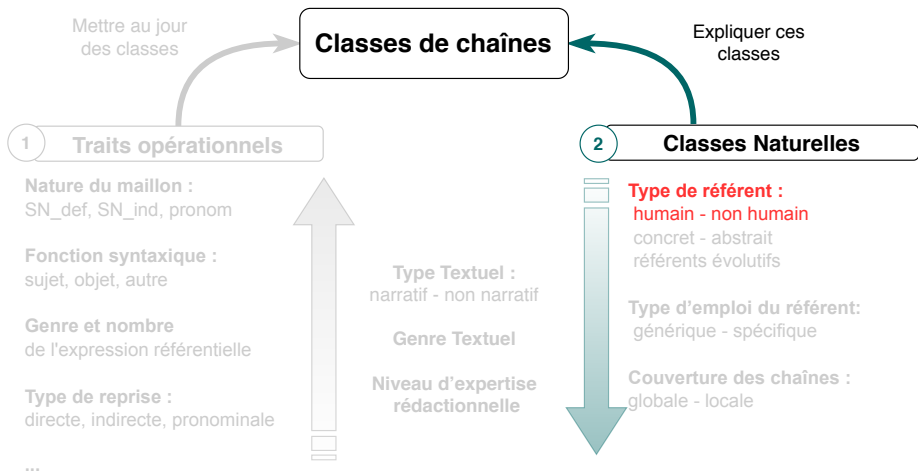 Mettre au jour
des classes
Classes de chaînes
Expliquer ces
classes
1
Traits opérationnels
Nature du maillon :
SN_def, SN_ind, pronom
Fonction syntaxique :
sujet, objet, autre
Genre et nombre
de l'expression référentielle
Type de reprise :
directe, indirecte, pronominale
...
Type Textuel :
narratif - non narratif
Genre Textuel
Niveau d'expertise
rédactionnelle
2
Classes Naturelles
Type de référent :
humain - non humain
concret - abstrait
référents évolutifs
Type d'emploi du référent:
générique - spécifique
Couverture des chaînes :
globale - locale